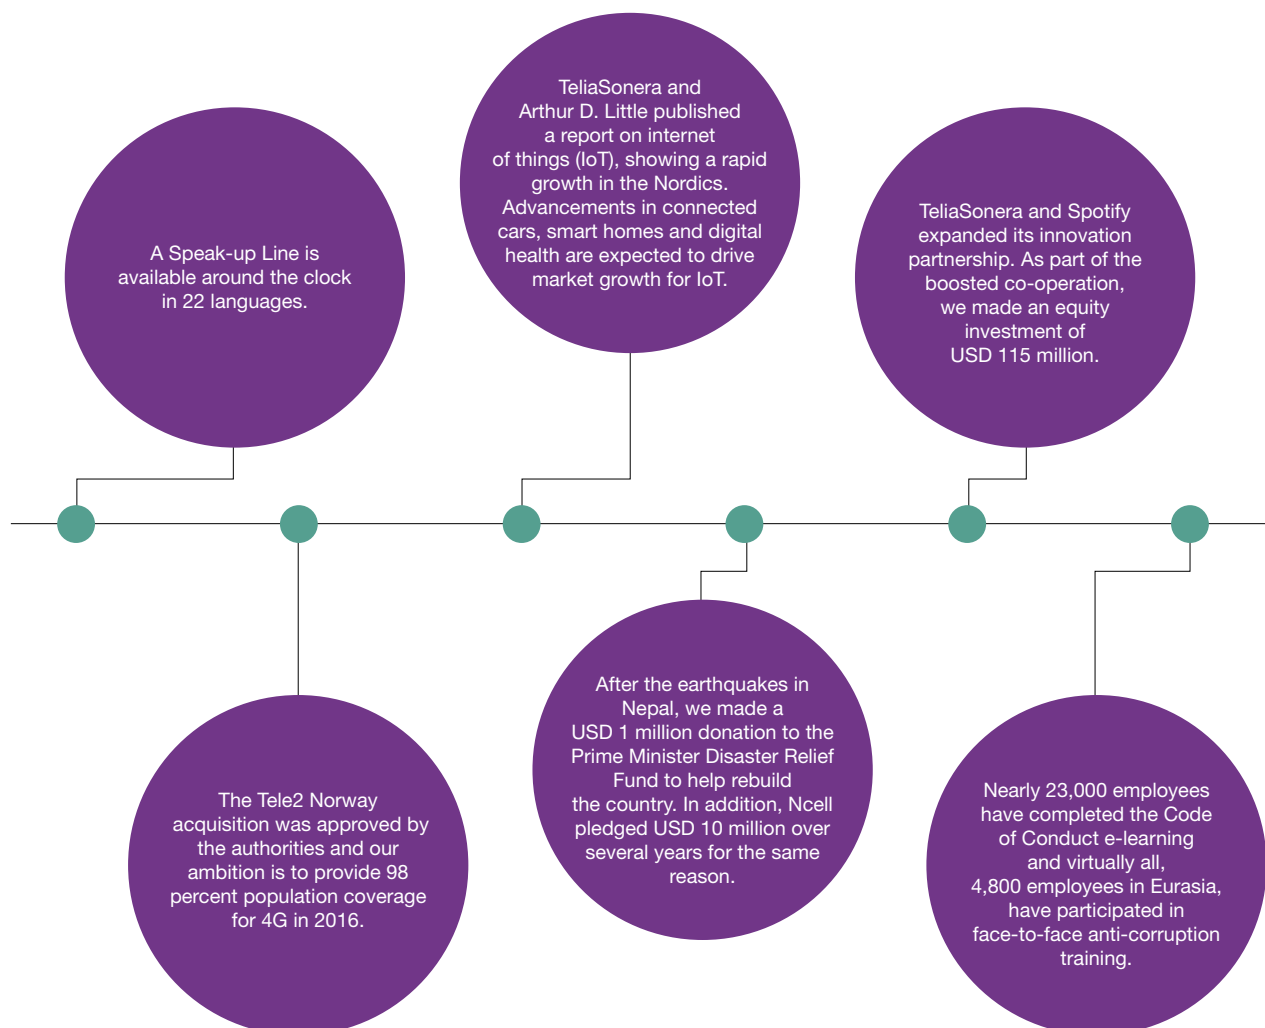 A Speak-up Line is
available around the clock
in 22 languages.
The Tele2 Norway
acquisition was approved by
the authorities and our
ambition is to provide 98
percent population coverage
for 4G in 2016.
TeliaSonera and
Arthur D. Little published
a report on internet
of things (IoT), showing a rapid
growth in the Nordics.
Advancements in connected
cars, smart homes and digital
health are expected to drive
market growth for IoT.
After the earthquakes in
Nepal, we made a
USD 1 million donation to the
Prime Minister Disaster Relief
Fund to help rebuild
the country. In addition, Ncell
pledged USD 10 million over
several years for the same
reason.
TeliaSonera and Spotify
expanded its innovation
partnership. As part of the
boosted co-operation,
we made an equity
investment of
USD 115 million.
Nearly 23,000 employees
have completed the Code
of Conduct e-learning
and virtually all,
4,800 employees in Eurasia,
have participated in
face-to-face anti-corruption
training.